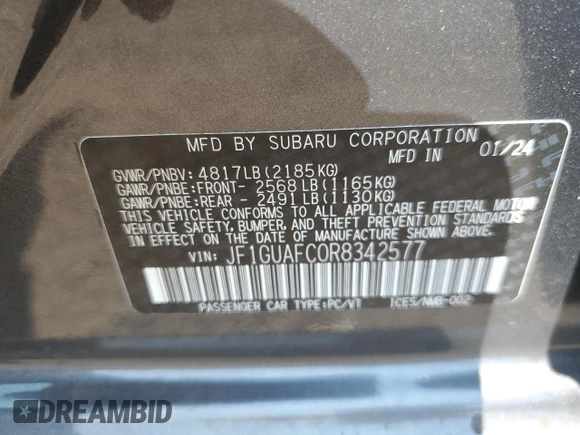 MFD BY SUBARU CORPORATION
MFD IN 01/24
GVWR/PNBV: 4817LB(2185KG)
GAWR/PNBE:FRONT- 2568LB(1165KG)
GAWR/PNBE:REAR - 2491LB(1130KG)
THIS VEHICLE CONFORMS TO ALL APPLICABLE FEDERAL MOTOR
VEHICLE SAFETY, BUMPER, AND THEFT PREVENTION STANDARDS
IN EFFECT ON THE DATE OF MANUFACTURE SHOWN ABOVE.
VIN: JF1GUAFC0R8342577
PASSENGER CAR TYPE:PC/VT ICES/NMB-002
DREAMBID